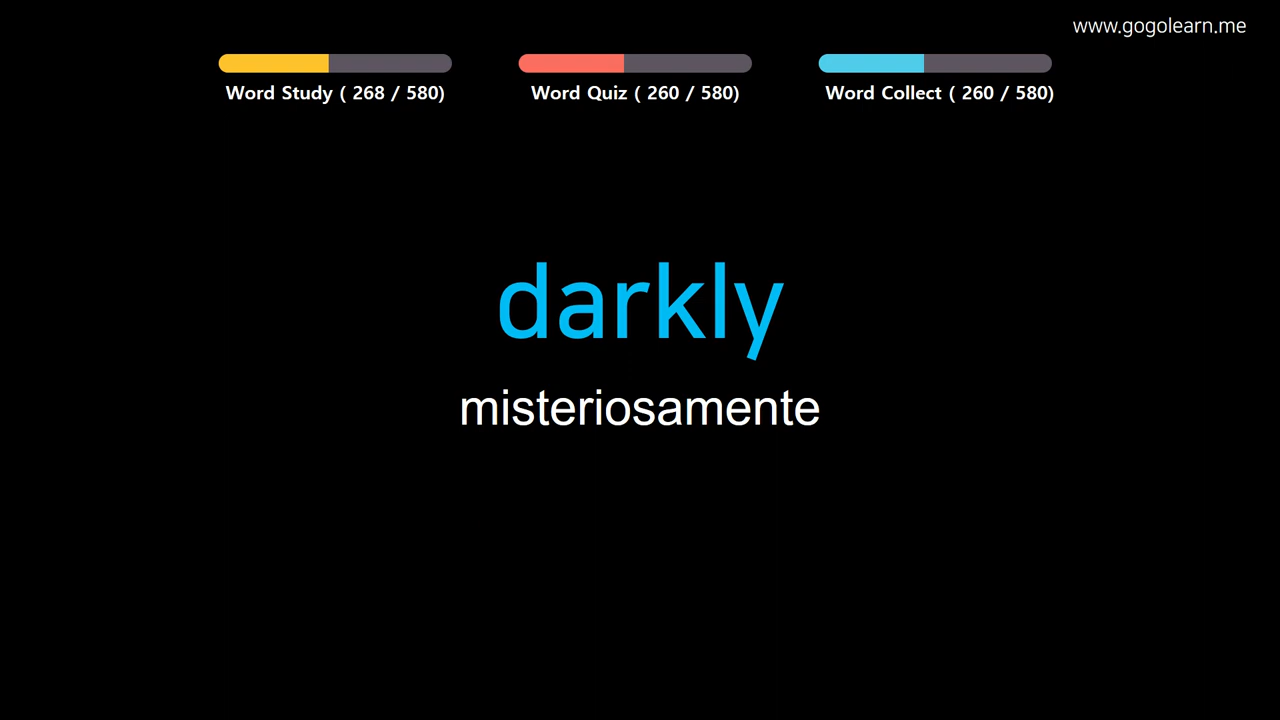 www.gogolearn.me
Word Study ( 268 / 580)
Word Quiz ( 260 / 580)
Word Collect ( 260 / 580)
darkly
misteriosamente